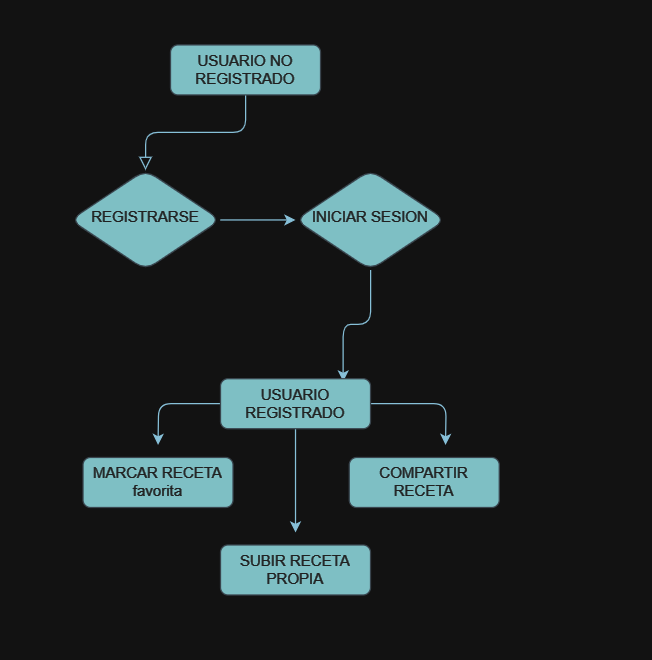 USUARIO NO
REGISTRADO
REGISTRARSE
INICIAR SESION
USUARIO
REGISTRADO
MARCAR RECETA
favorita
COMPARTIR
RECETA
SUBIR RECETA
PROPIA